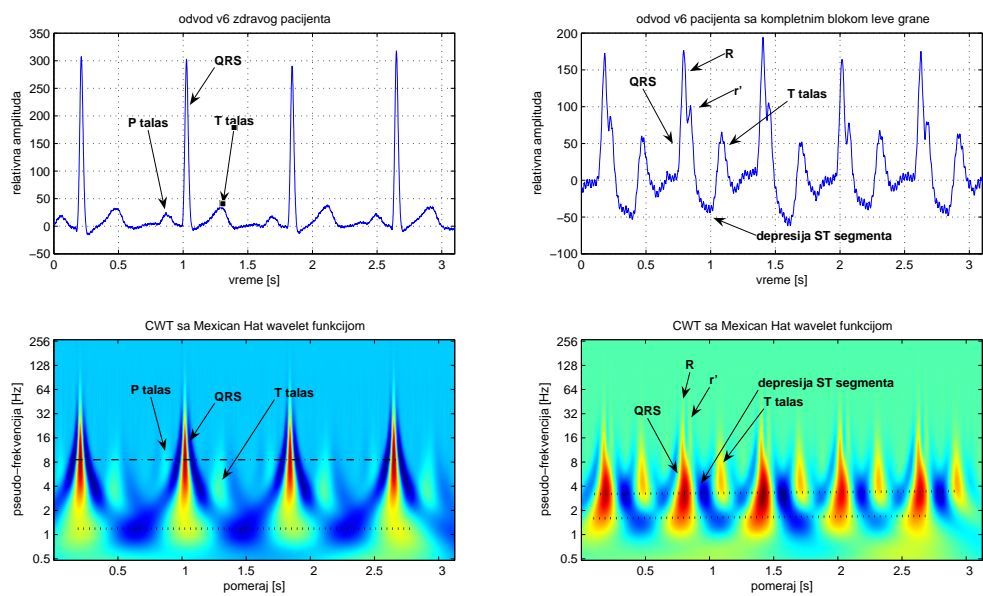 odvod v6 zdravog pacijenta
350
300
250
200
150
100
50
0
−50
relativna amplituda
QRS
P talas
T talas
0
0.5
1
1.5
2
2.5
3
vreme [s]
odvod v6 pacijenta sa kompletnim blokom leve grane
200
150
100
50
0
−50
−100
relativna amplituda
R
QRS
r'
T talas
depresija ST segmenta
0
0.5
1
1.5
2
2.5
3
vreme [s]
CWT sa Mexican Hat wavelet funkcijom
256
128
64
32
16
8
4
2
1
0.5
pseudo−frekvencija [Hz]
P talas
QRS
T talas
0.5
1
1.5
2
2.5
3
pomeraj [s]
CWT sa Mexican Hat wavelet funkcijom
256
128
64
32
16
8
4
2
1
0.5
pseudo−frekvencija [Hz]
R
r'
depresija ST segmenta
QRS
T talas
0.5
1
1.5
2
2.5
3
pomeraj [s]